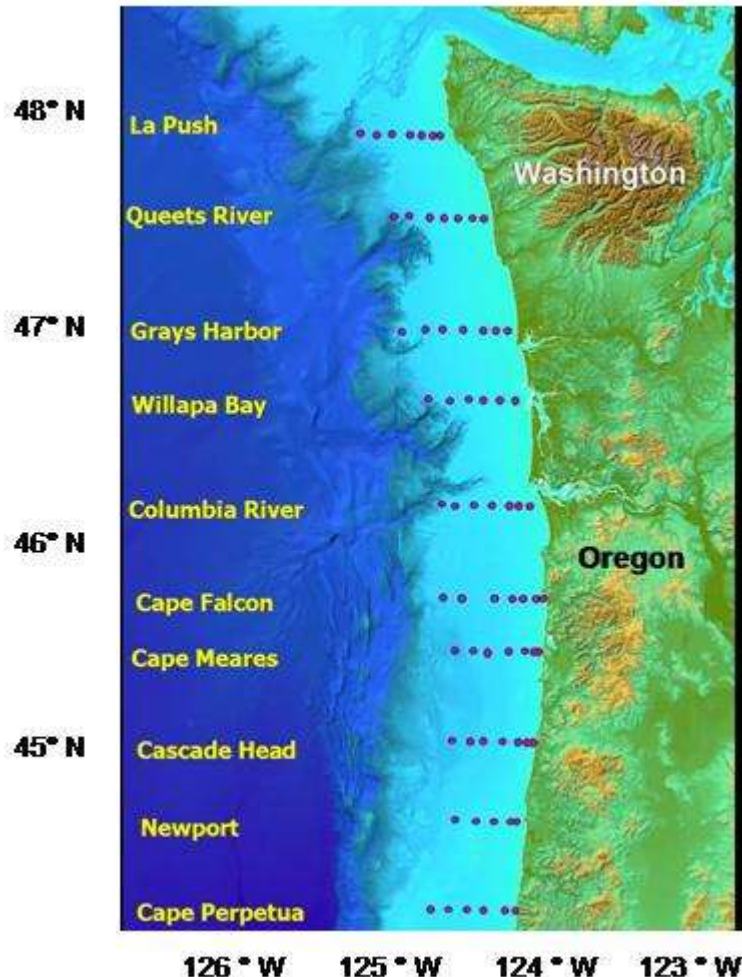 48° N
La Push
Washington
Queets River
47° N
Grays Harbor
Willapa Bay
Columbia River
46° N
Oregon
Cape Falcon
Cape Meares
45° N
Cascade Head
Newport
Cape Perpetua
126 ° W 125 ° W 124 ° W 123 ° W